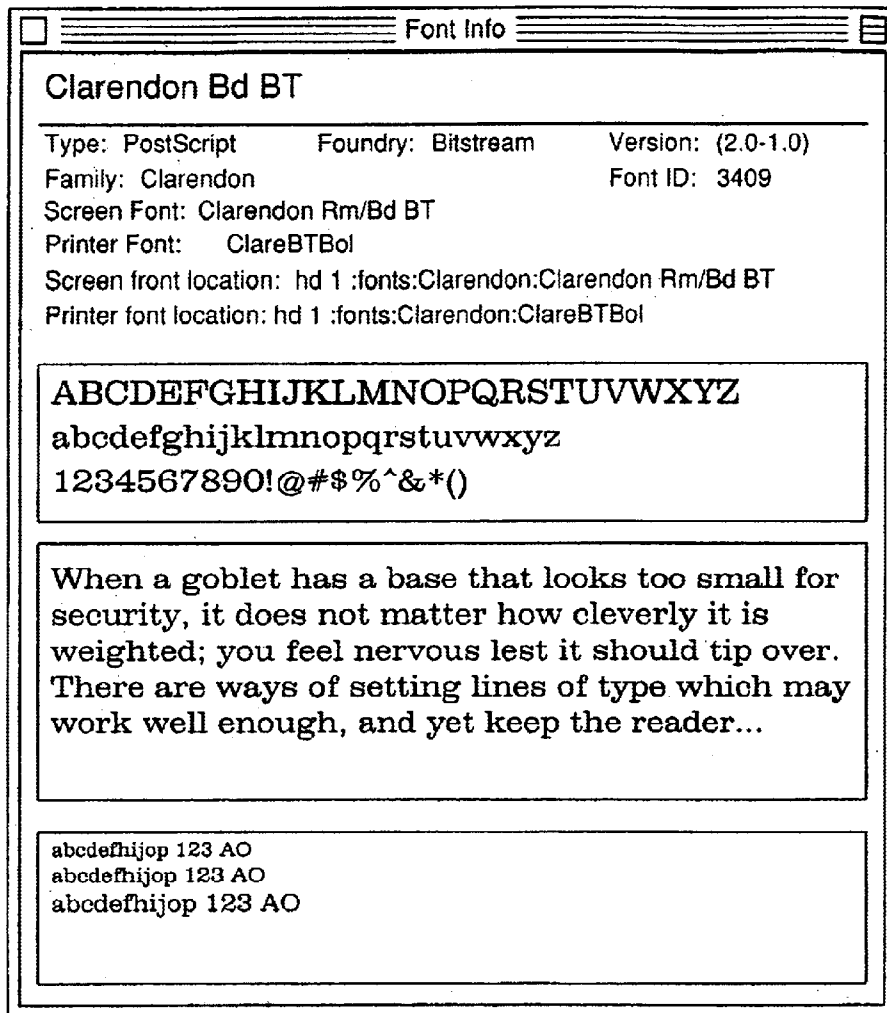 Font Info
Clarendon Bd BT
Type: PostScript Foundry: Bitstream Version: (2.0-1.0)
Family: Clarendon Font ID: 3409
Screen Font: Clarendon Rm/Bd BT
Printer Font: ClareBTBol
Screen front location: hd 1 :fonts:Clarendon:Clarendon Rm/Bd BT
Printer font location: hd 1 :fonts:Clarendon:ClareBTBol
ABCDEFGHIJKLMNOPQRSTUVWXYZ
abcdefghijklmnopqrstuvwxyz
1234567890!@#$%^&*()
When a goblet has a base that looks too small for
security, it does not matter how cleverly it is
weighted; you feel nervous lest it should tip over.
There are ways of setting lines of type which may
work well enough, and yet keep the reader...
abcdefhijop 123 AO
abcdefhijop 123 AO
abcdefhijop 123 AO